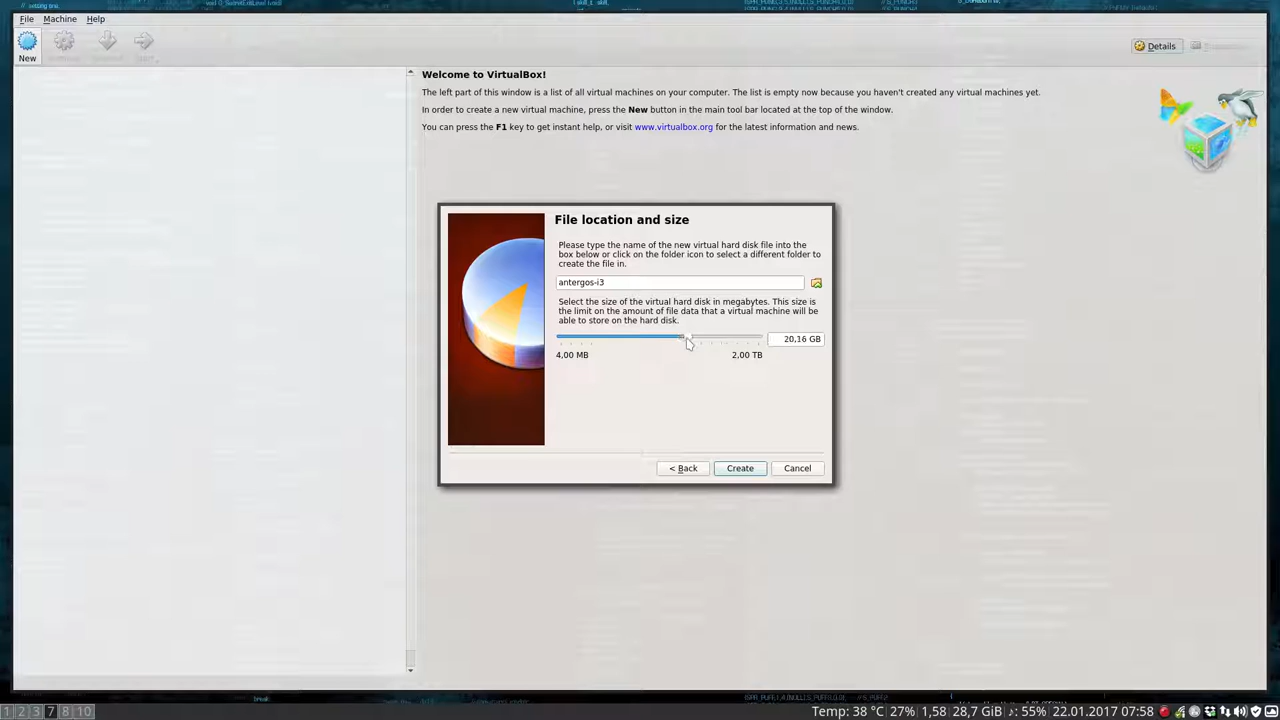 File Machine Help
New
Details
Welcome to VirtualBox!
The left part of this window is a list of all virtual machines on your computer. The list is empty now because you haven't created any virtual machines yet.
In order to create a new virtual machine, press the New button in the main tool bar located at the top of the window.
You can press the F1 key to get instant help, or visit www.virtualbox.org for the latest information and news.
File location and size
Please type the name of the new virtual hard disk file into the
box below or click on the folder icon to select a different folder to
create the file in.
antergos-i3
Select the size of the virtual hard disk in megabytes. This size is
the limit on the amount of file data that a virtual machine will be
able to store on the hard disk.
20,16 GB
4,00 MB 2,00 TB
< Back Create Cancel
break;
1 2 3 7 8 10 Temp: 38 °C 27% 1,58 28,7 GiB ♪: 55% 22.01.2017 07:58